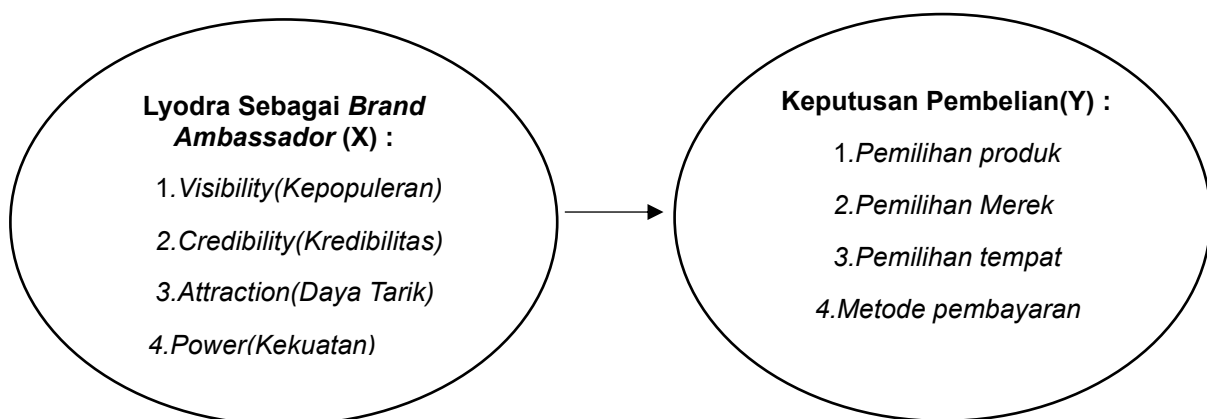 Lyodra Sebagai Brand
Ambassador (X) :
1.Visibility(Kepopuleran)
2.Credibility(Kredibilitas)
3.Attraction(Daya Tarik)
4.Power(Kekuatan)
Keputusan Pembelian(Y) :
1.Pemilihan produk
2.Pemilihan Merek
3.Pemilihan tempat
4.Metode pembayaran